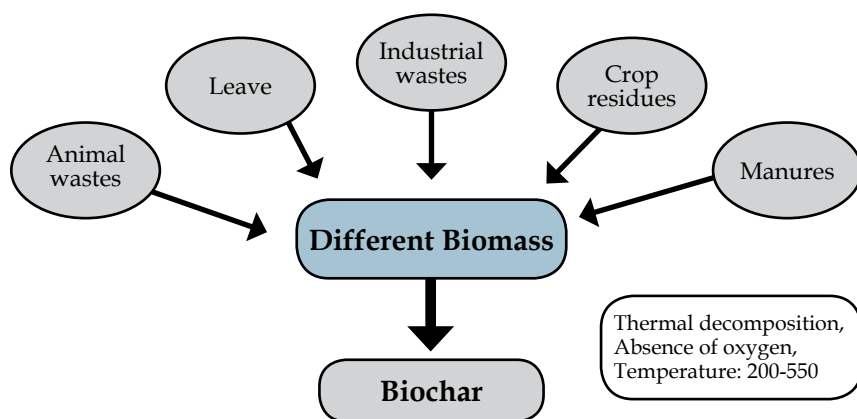 Industrial
wastes
Leave
Crop
residues
Animal
wastes
Manures
Different Biomass
Thermal decomposition,
Absence of oxygen,
Temperature: 200-550
Biochar